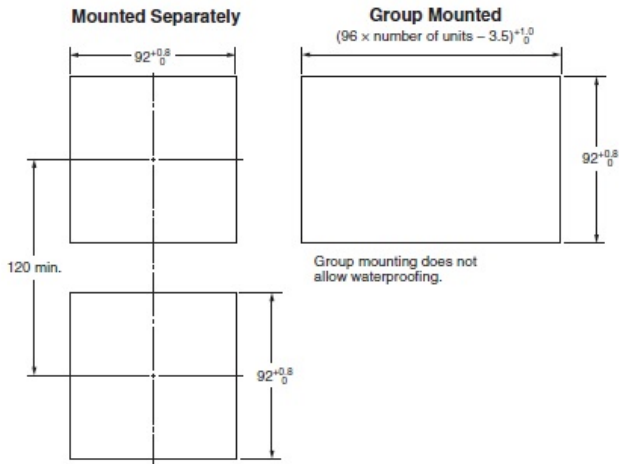 Mounted Separately
92 +0.8 0
120 min.
92 +0.8 0
Group Mounted
(96 x number of units – 3.5) +1.0 0
92 +0.8 0
Group mounting does not
allow waterproofing.